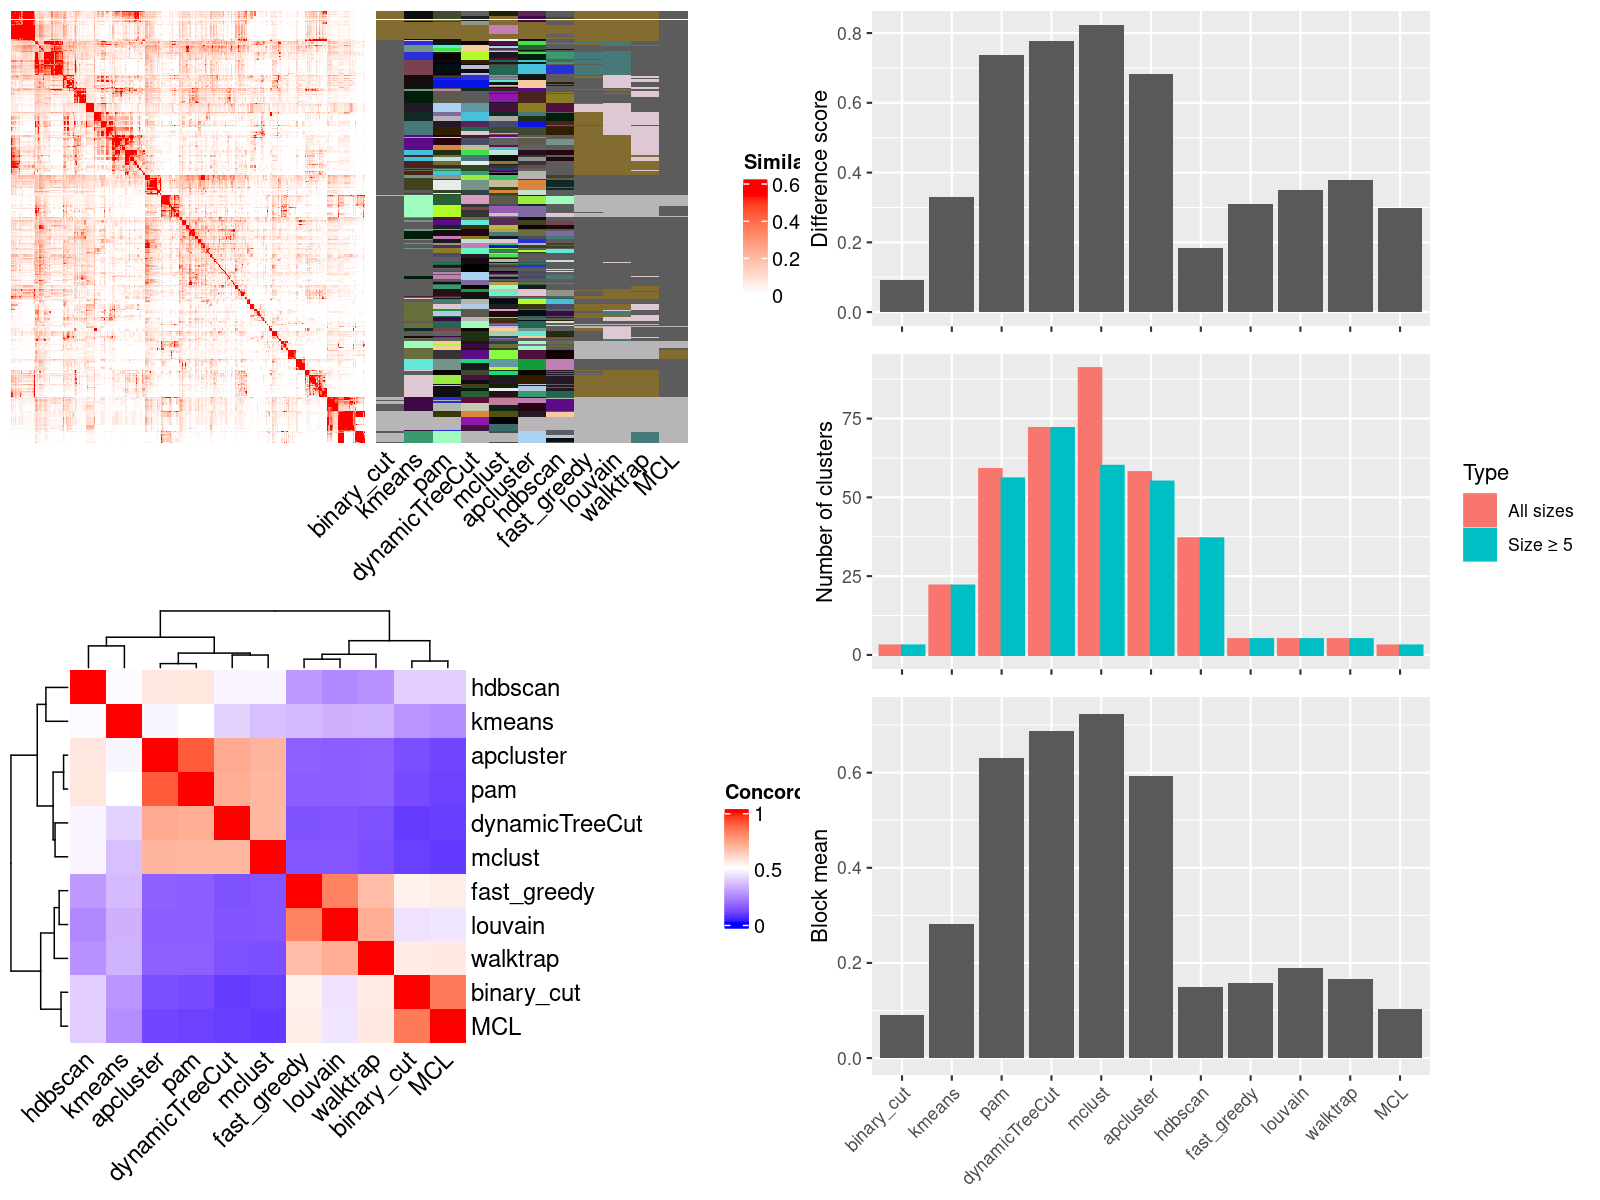 Simila
0.6
0.4
0.2
0
binary_cut
kmeans
pam
dynamicTreeCut
mclust
apcluster
hdbscan
fast_greedy
louvain
walktrap
MCL
hdbscan
kmeans
apcluster
pam
dynamicTreeCut
mclust
fast_greedy
louvain
walktrap
binary_cut
MCL
hdbscan
kmeans
apcluster
pam
dynamicTreeCut
mclust
fast_greedy
louvain
walktrap
binary_cut
MCL
Concord
1
0.5
0
Difference score
0.8
0.6
0.4
0.2
0.0
Number of clusters
75
50
25
0
Type
All sizes
Size ≥ 5
Block mean
0.6
0.4
0.2
0.0
binary_cut
kmeans
pam
dynamicTreeCut
mclust
apcluster
hdbscan
fast_greedy
louvain
walktrap
MCL